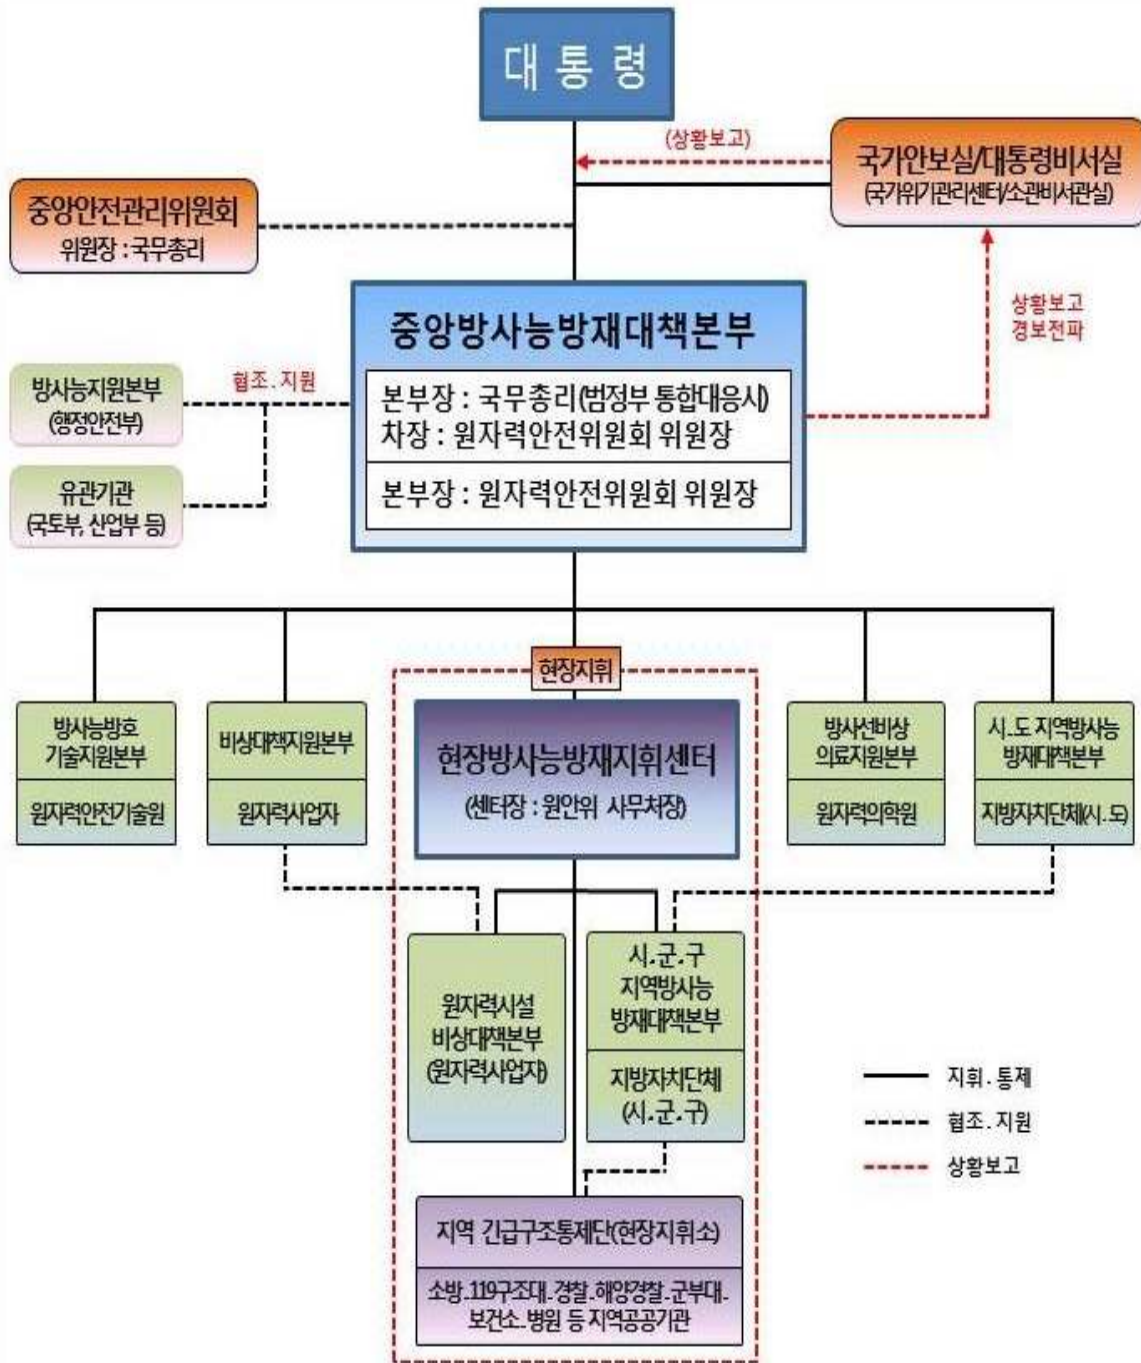 대 통 령
(상황보고)
국가안보실/대통령비서실
(국가위기관리센터/소관비서관실)
중앙안전관리위원회
위원장 : 국무총리
상황보고
경보전파
중앙방사능방재대책본부
본부장 : 국무총리(범정부 통합대응시)
차장 : 원자력안전위원회 위원장
본부장 : 원자력안전위원회 위원장
방사능지원본부
(행정안전부)
협조.지원
유관기관
(국토부, 산업부 등)
현장지휘
방사능방호
기술지원본부
원자력안전기술원
비상대책지원본부
원자력사업자
현장방사능방재지휘센터
(센터장 : 원안위 사무처장)
방사선비상
의료지원본부
원자력의학원
시.도 지역방사능
방재대책본부
지방자치단체(시.도)
원자력시설
비상대책본부
(원자력사업자)
시.군.구
지역방사능
방재대책본부
지방자치단체
(시.군.구)
지휘.통제
협조.지원
상황보고
지역 긴급구조통제단(현장지휘소)
소방.119구조대.경찰.해양경찰.군부대.
보건소.병원 등 지역공공기관